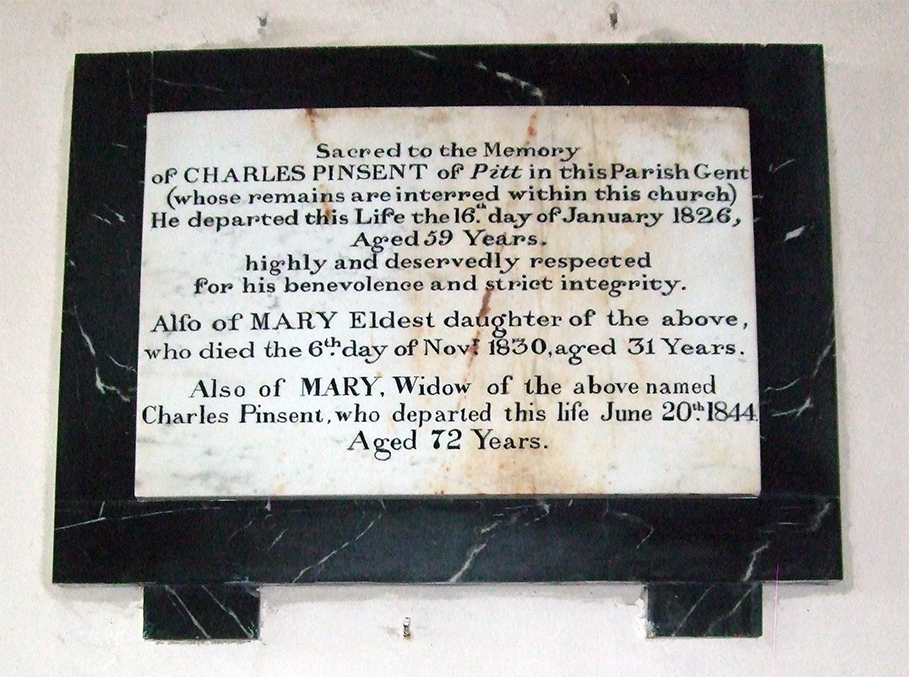 Sacred to the Memory
of CHARLES PINSENT of Pitt in this Parish Gent
(whose remains are interred within this church)
He departed this Life the 16.th day of January 1826,
Aged 59 Years.
highly and deservedly respected
for his benevolence and strict integrity.
Alſo of MARY Eldest daughter of the above,
who died the 6th. day of Novr. 1830, aged 31 Years.
Also of MARY, Widow of the above named
Charles Pinsent, who departed this life June 20th. 1844.
Aged 72 Years.